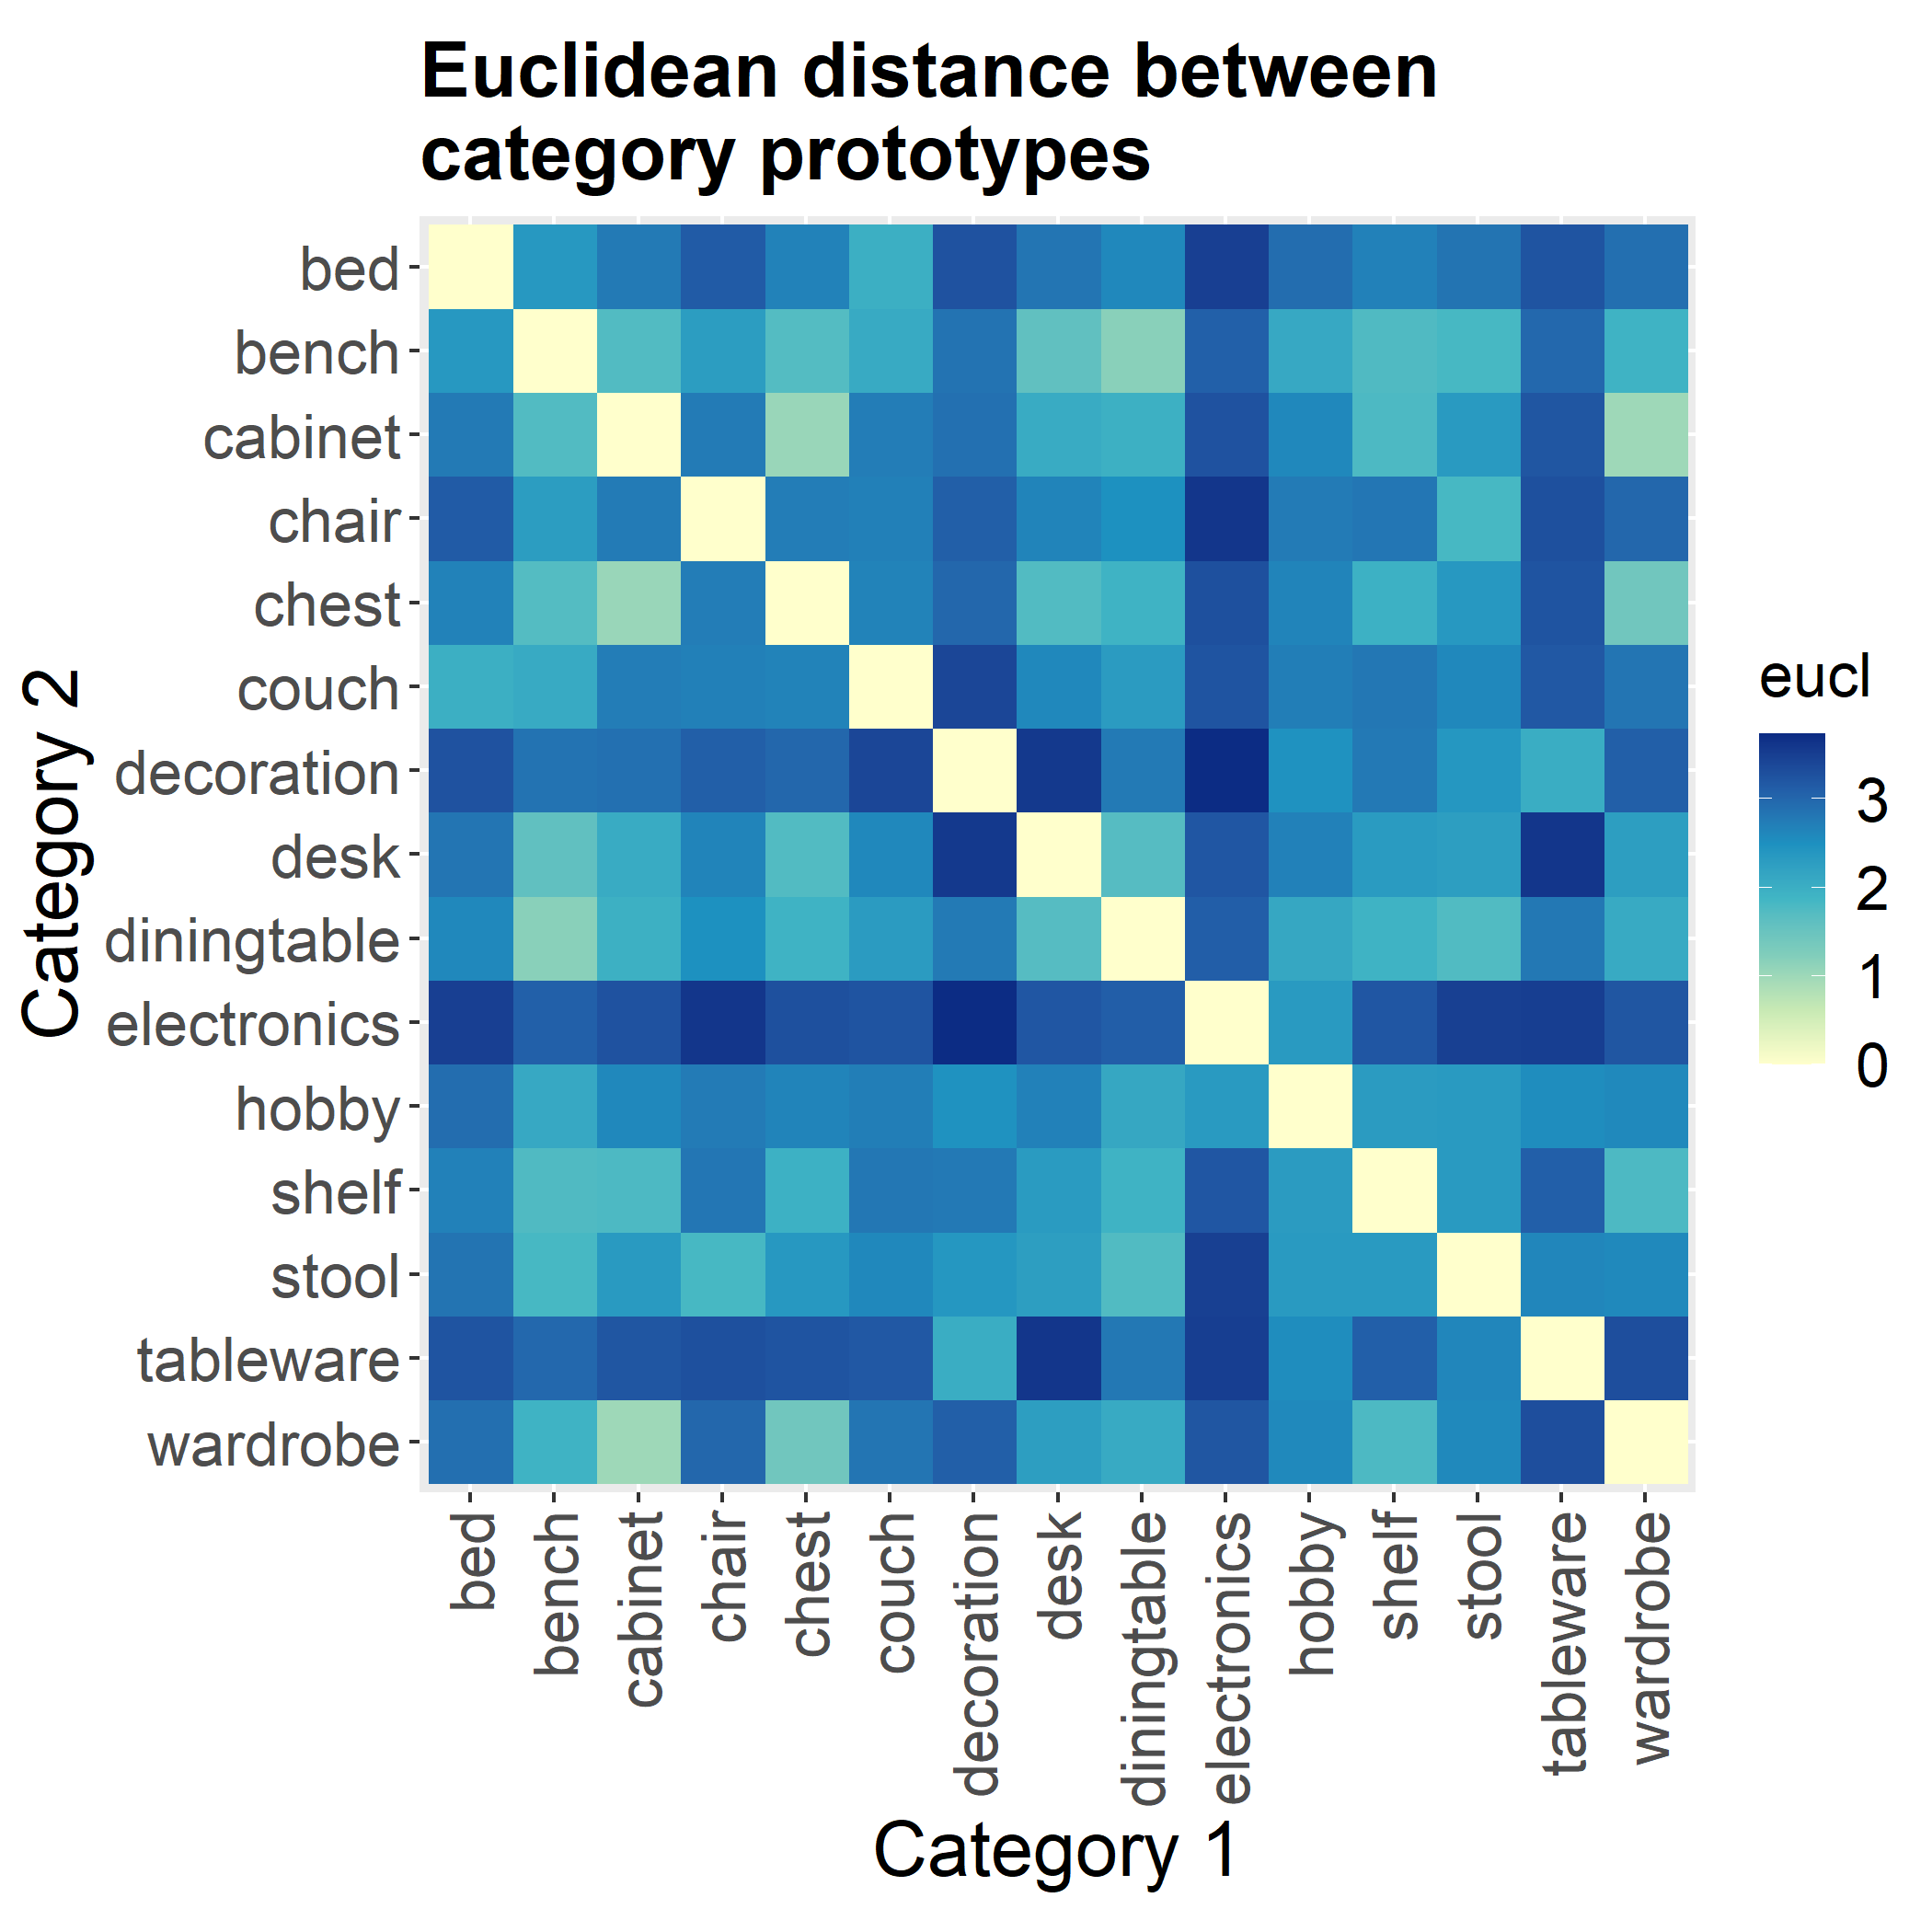 Euclidean distance between
category prototypes
bed
bench
cabinet
chair
chest
couch
decoration
desk
diningtable
electronics
hobby
shelf
stool
tableware
wardrobe
Category 2
eucl
3
2
1
0
bed
bench
cabinet
chair
chest
couch
decoration
desk
diningtable
electronics
hobby
shelf
stool
tableware
wardrobe
Category 1